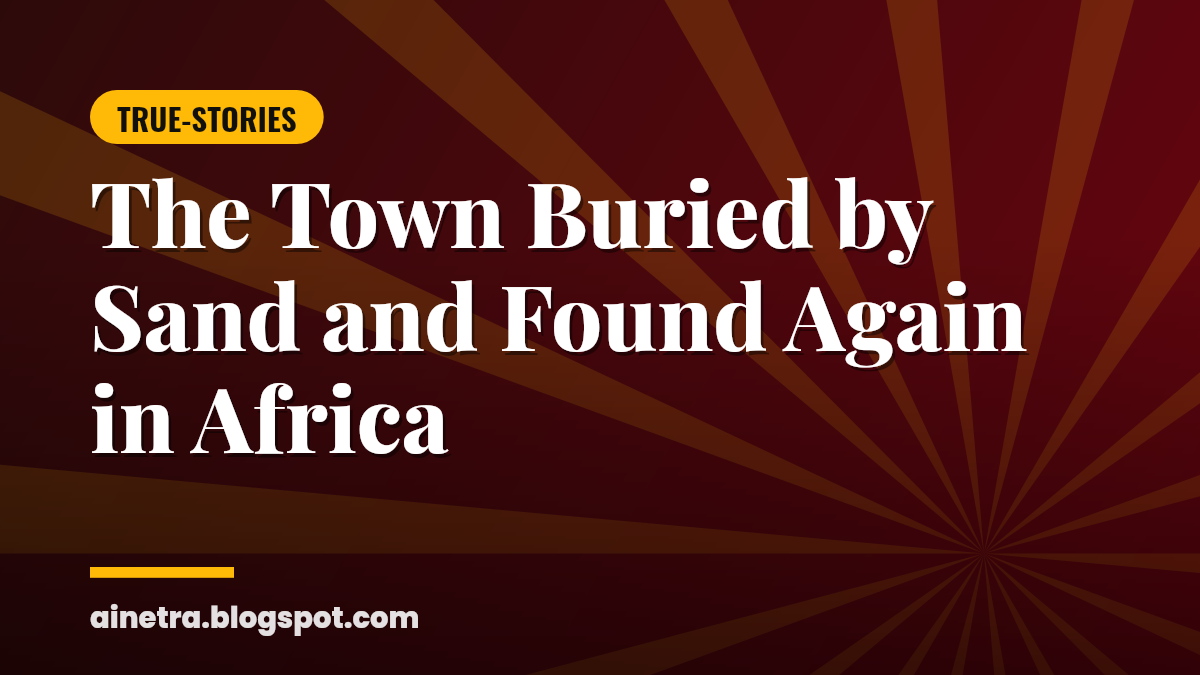 TRUE-STORIES
The Town Buried by
Sand and Found Again
in Africa
ainetra.blogspot.com